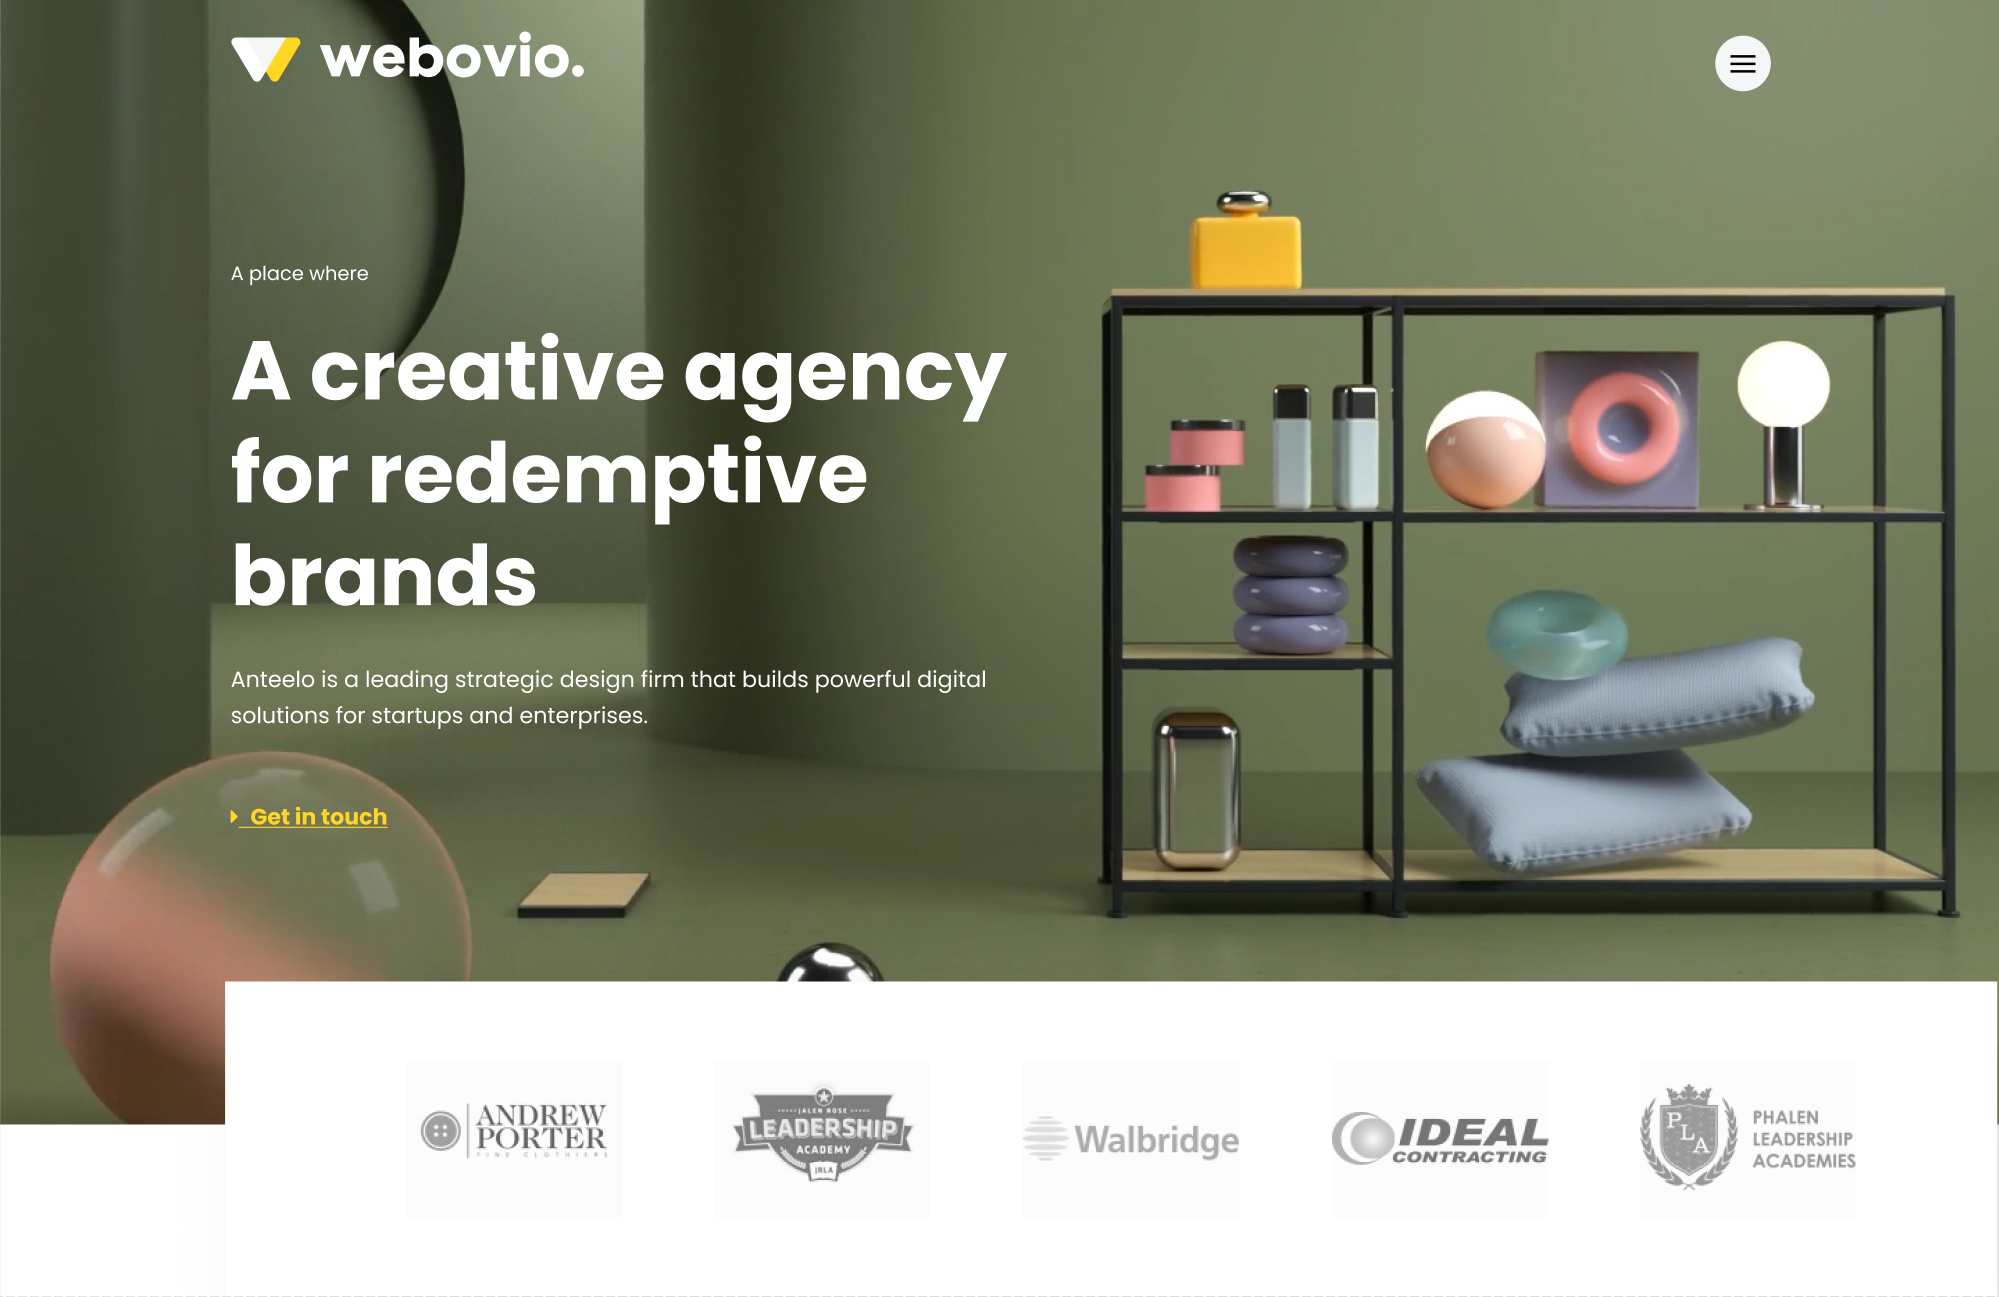 webovio.
A place where
A creative agency
for redemptive
brands
Anteelo is a leading strategic design firm that builds powerful digital
solutions for startups and enterprises.
Get in touch
ANDREW
PORTER
FINE CLOTHIERS
JALEN ROSE
LEADERSHIP
ACADEMY
JRLA
Walbridge
IDEAL
CONTRACTING
PLA
PHALEN
LEADERSHIP
ACADEMIES